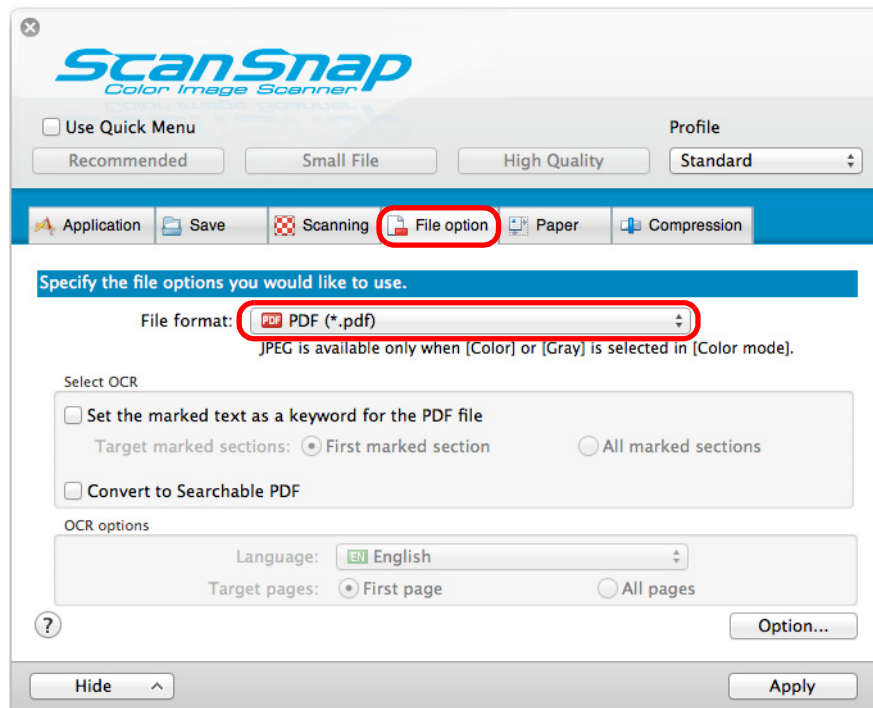 ScanSnap
Color Image Scanner
Use Quick Menu
Profile
Recommended Small File High Quality Standard
Application Save Scanning File option Paper Compression
Specify the file options you would like to use.
File format: PDF PDF (*.pdf)
JPEG is available only when [Color] or [Gray] is selected in [Color mode].
Select OCR
Set the marked text as a keyword for the PDF file
Target marked sections: First marked section All marked sections
Convert to Searchable PDF
OCR options
Language: EN English
Target pages: First page All pages
? Option...
Hide Apply